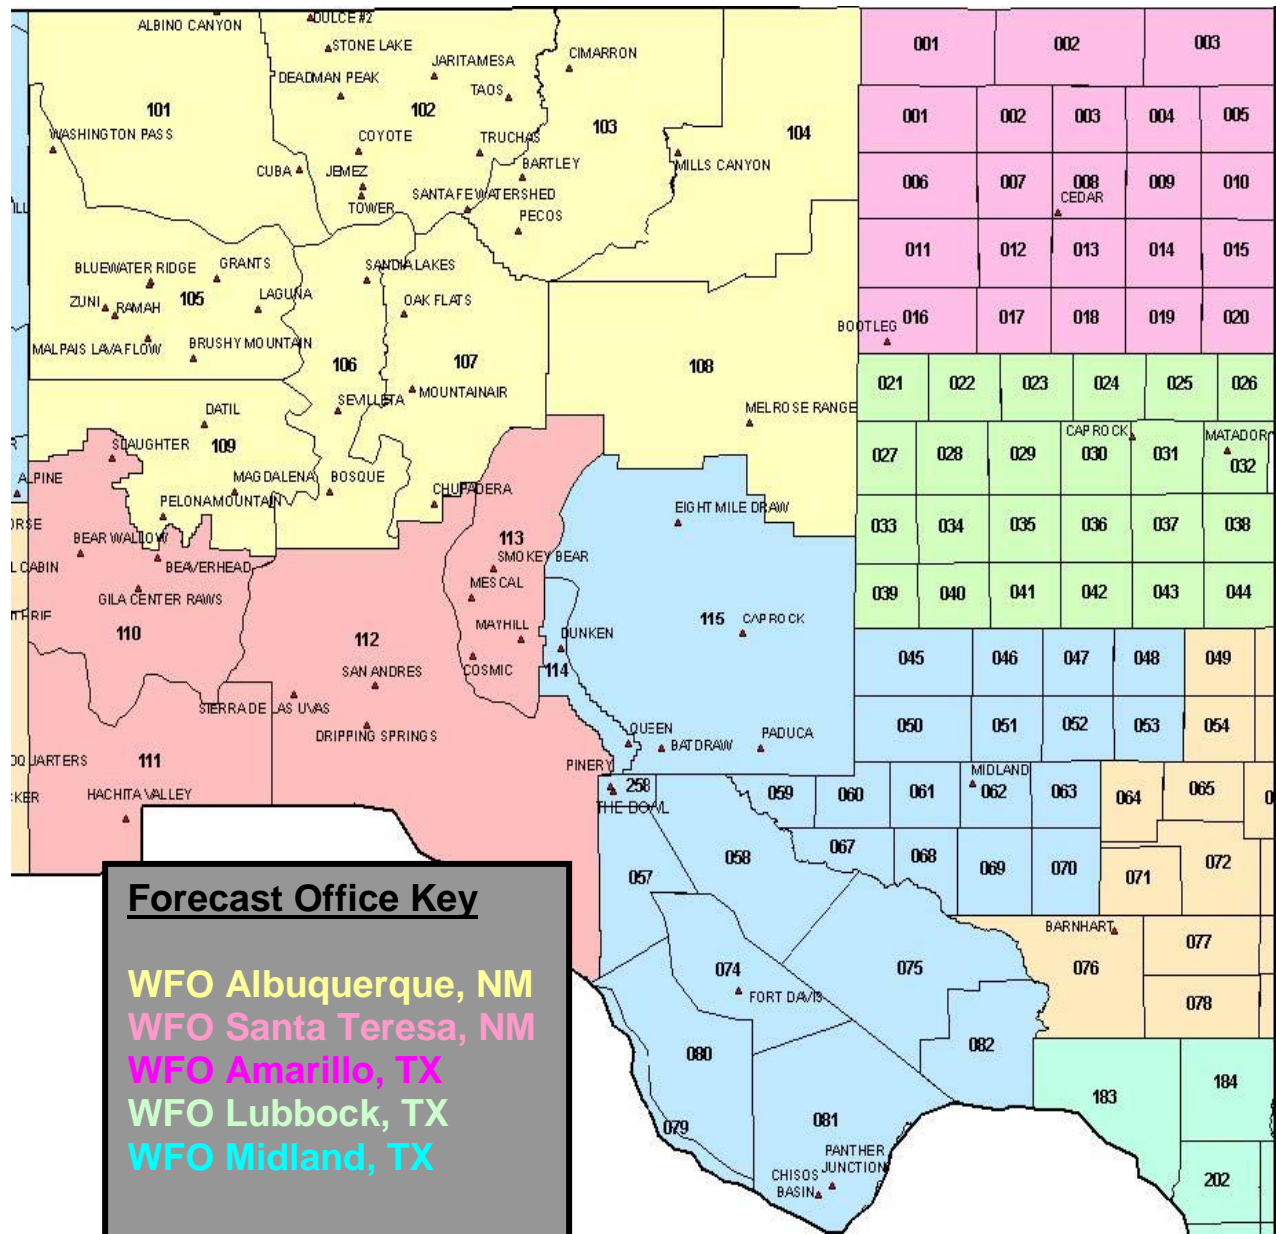 ALBINO CANYON
DULCE #2
STONE LAKE
DEADMAN PEAK
JARITA MESA
TAOS
CIMARRON
001
002
003
101
102
103
104
WASHINGTON PASS
COYOTE
TRUCHAS
BARTLEY
MILLS CANYON
001
002
003
004
005
CUBA
JEMEZ
TOWER
SANTA FE WATERSHED
PECOS
006
007
008
CEDAR
009
010
011
012
013
014
015
BLUEWATER RIDGE
GRANTS
SANDIA LAKES
ZUNI
RAMAH
105
LAGUNA
OAK FLATS
MALPAIS LAVA FLOW
BRUSHY MOUNTAIN
106
107
108
BOOTLEG
016
017
018
019
020
021
022
023
024
025
026
SEVILLETA
MOUNTAINAIR
MELROSE RANGE
DATIL
109
SLAUGHTER
CAPROCK
MATADOR
027
028
029
030
031
032
ALPINE
MAGDALENA
BOSQUE
CHUPADERA
PELONA MOUNTAIN
EIGHT MILE DRAW
033
034
035
036
037
038
ORSE
BEAR WALLOW
BEAVERHEAD
113
SMOKEY BEAR
L CABIN
GILA CENTER RAWS
MESCAL
039
040
041
042
043
044
THRIE
110
112
MAYHILL
DUNKEN
115
CAPROCK
COSMIC
114
SAN ANDRES
045
046
047
048
049
SIERRA DE LAS UVAS
DRIPPING SPRINGS
QUEEN
BATDRAW
PADUCA
050
051
052
053
054
DQUARTERS
111
PINERY
MIDLAND
CKER
HACHITA VALLEY
258
THE BOWL
059
060
061
062
063
064
065
0
057
058
067
068
069
070
071
072
BARNHART
074
FORT DAVIS
075
076
077
078
080
082
079
081
183
184
PANTHER
JUNCTION
CHISOS
BASIN
202
Forecast Office Key
WFO Albuquerque, NM
WFO Santa Teresa, NM
WFO Amarillo, TX
WFO Lubbock, TX
WFO Midland, TX